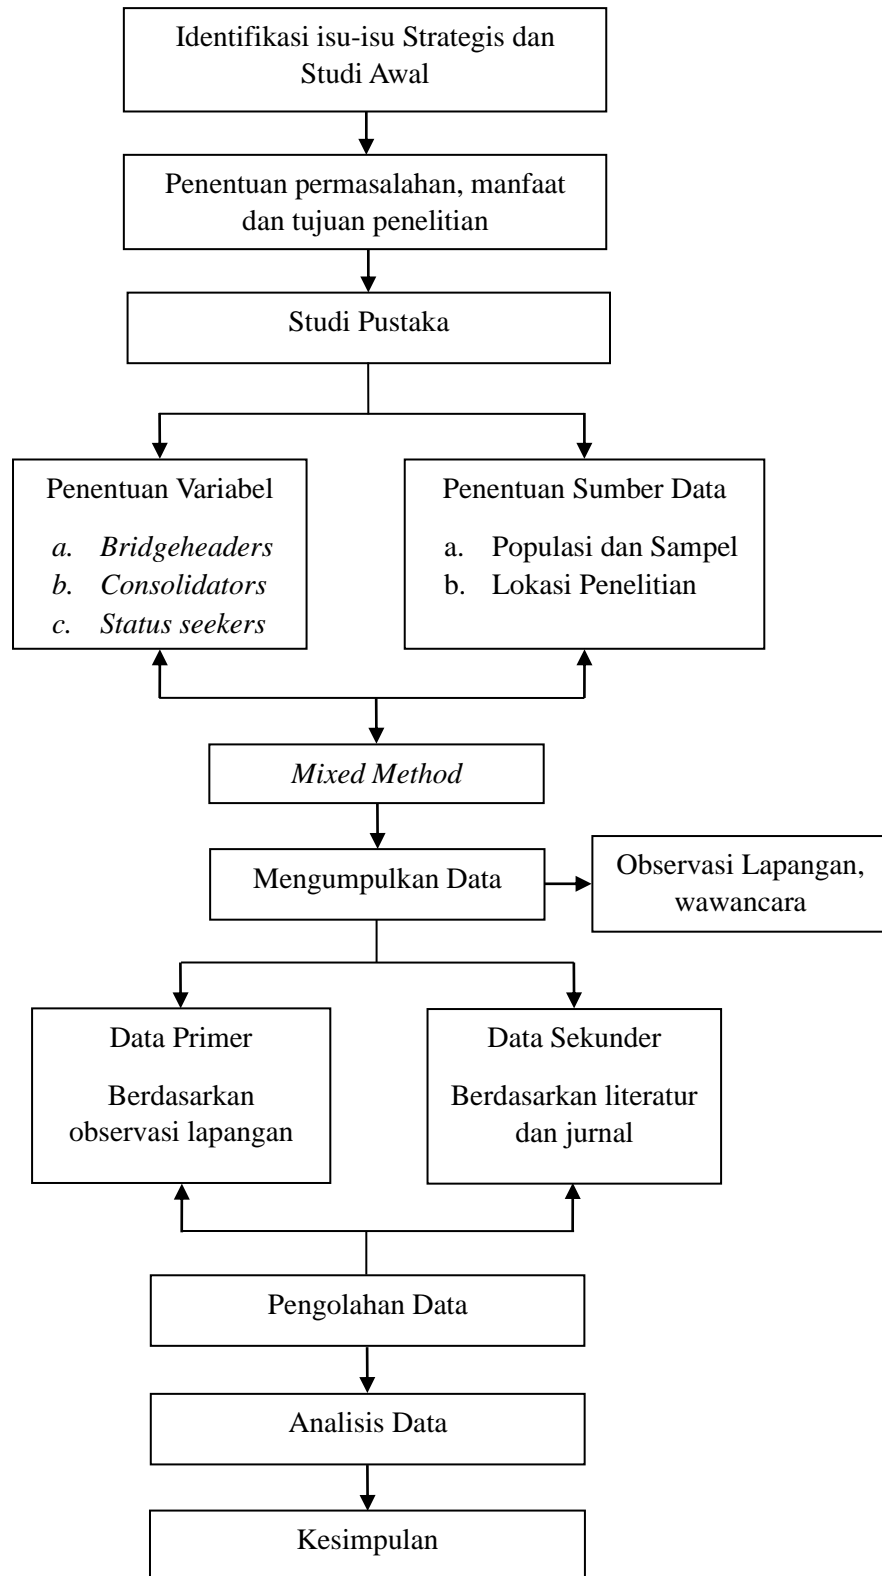 Identifikasi isu-isu Strategis dan
Studi Awal
Penentuan permasalahan, manfaat
dan tujuan penelitian
Studi Pustaka
Penentuan Variabel
a. Bridgeheaders
b. Consolidators
c. Status seekers
Penentuan Sumber Data
a. Populasi dan Sampel
b. Lokasi Penelitian
Mixed Method
Mengumpulkan Data
Observasi Lapangan,
wawancara
Data Primer
Berdasarkan
observasi lapangan
Data Sekunder
Berdasarkan literatur
dan jurnal
Pengolahan Data
Analisis Data
Kesimpulan